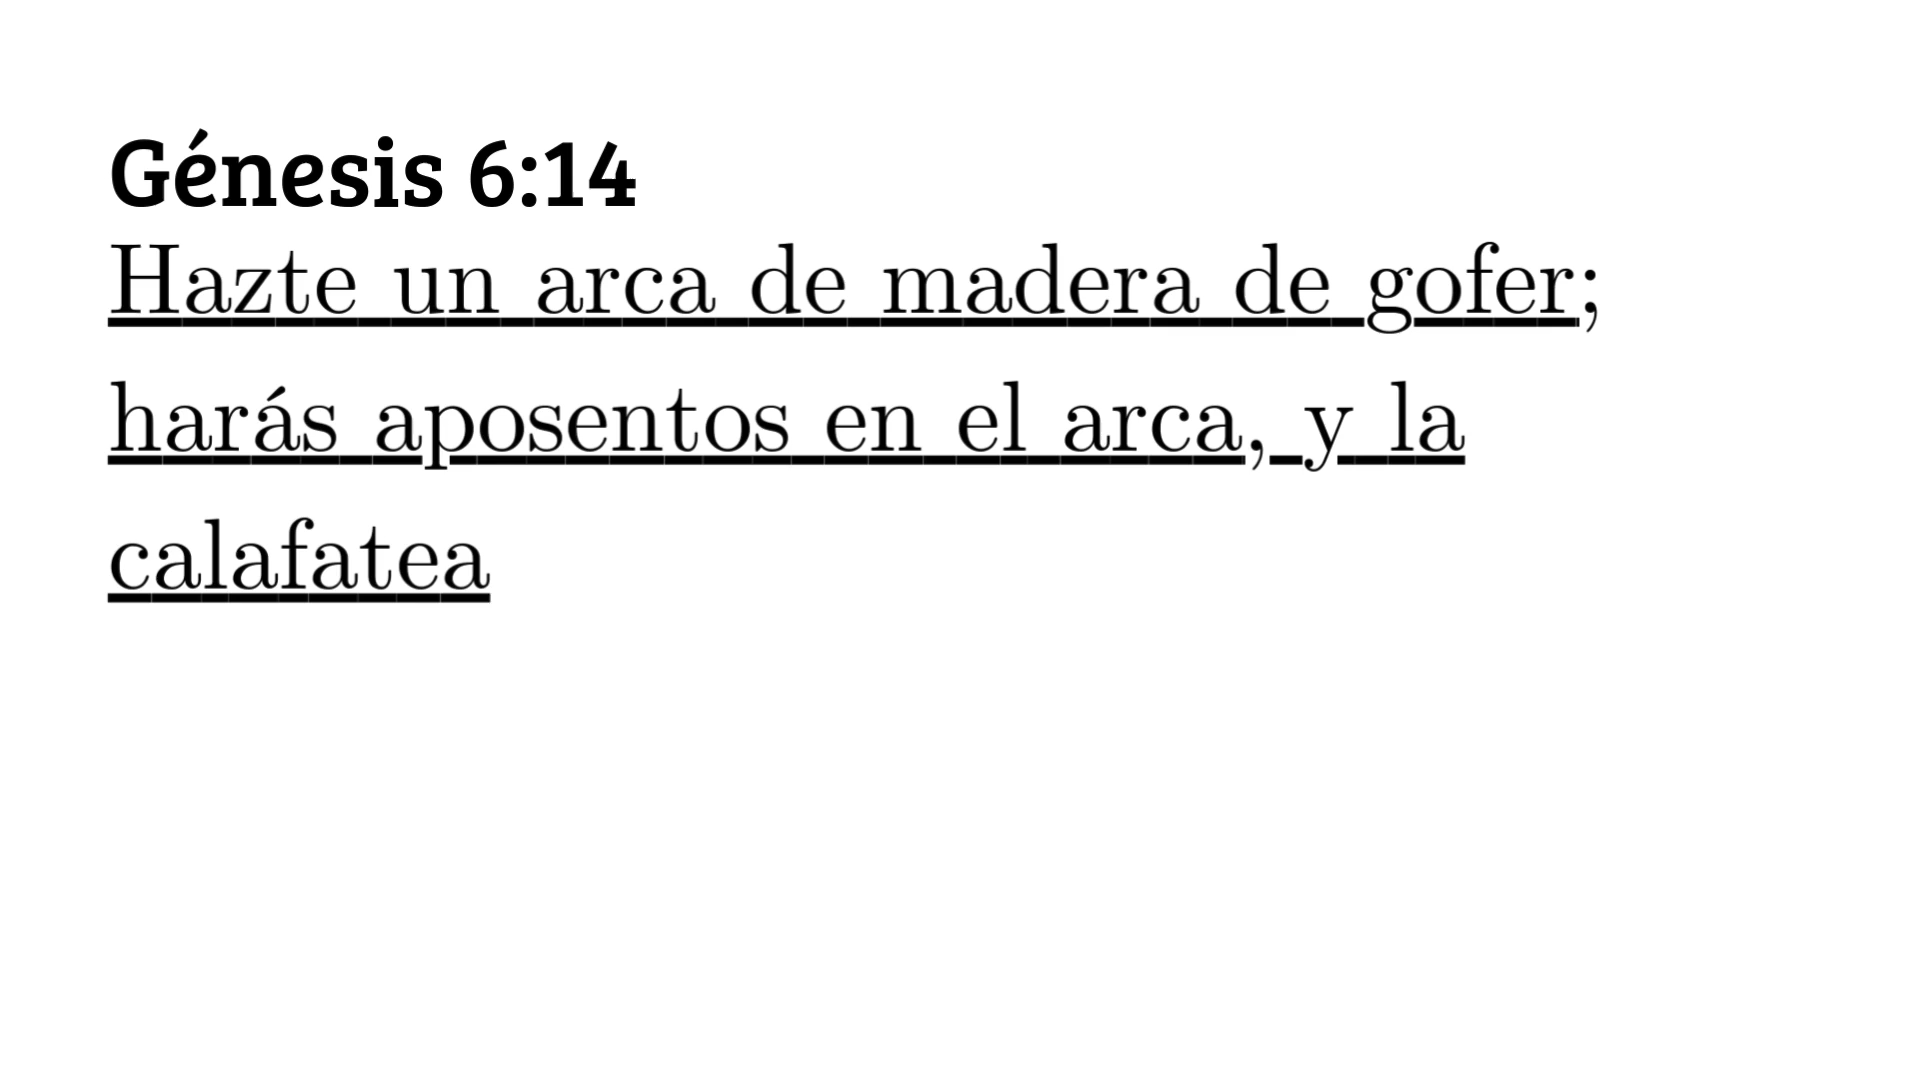 Génesis 6:14
Hazte un arca de madera de gofer;
harás aposentos en el arca, y la
calafatea